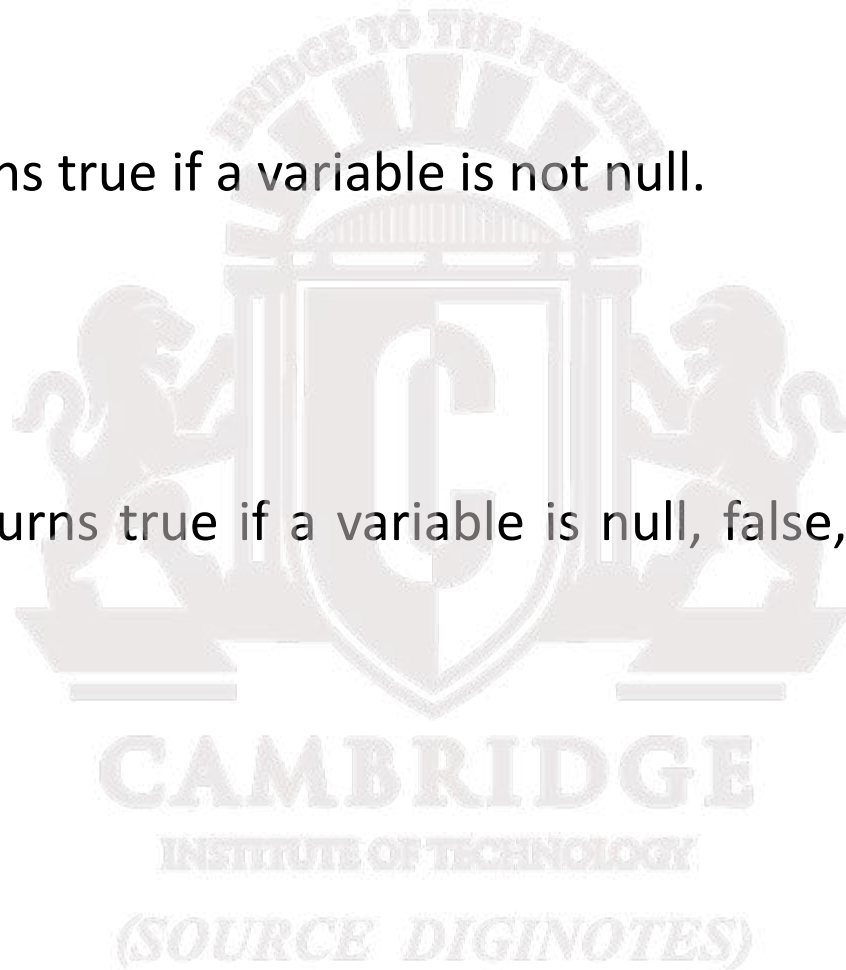 BRIDGE TO THE FUTURE
ns true if a variable is not null.
C
urns true if a variable is null, false,
CAMBRIDGE
INSTITUTE OF TECHNOLOGY
(SOURCE DIGINOTES)